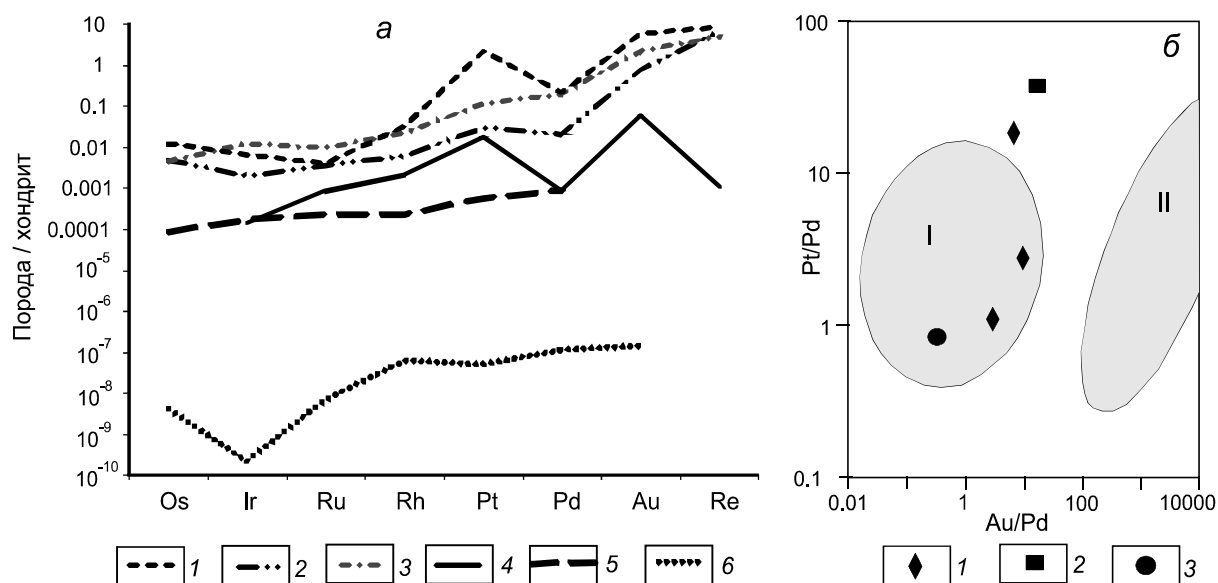 а
10
1
0.1
0.01
0.001
0.0001
10⁻⁵
10⁻⁶
10⁻⁷
10⁻⁸
10⁻⁹
10⁻¹⁰
Порода / хондрит
Os Ir Ru Rh Pt Pd Au Re
1 2 3 4 5 6
б
100
10
1
0.1
Pt/Pd
I
II
0.01 1 100 10000
Au/Pd
1 2 3